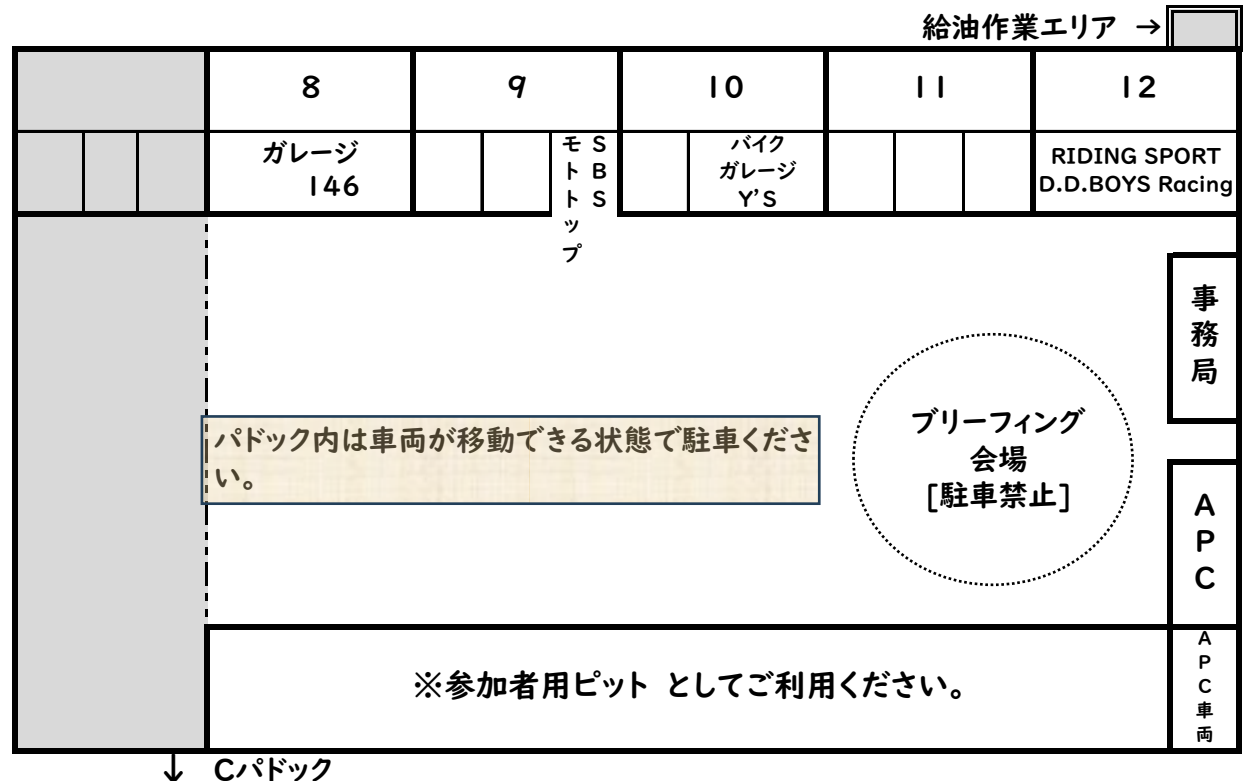 給油作業エリア →
8
9
10
11
12
ガレージ
146
SBS
モトトップ
バイク
ガレージ
Y'S
RIDING SPORT
D.D.BOYS Racing
事務局
パドック内は車両が移動できる状態で駐車くださ
い。
ブリーフィング
会場
[駐車禁止]
APC
※参加者用ピット としてご利用ください。
APC車両
↓ Cパドック